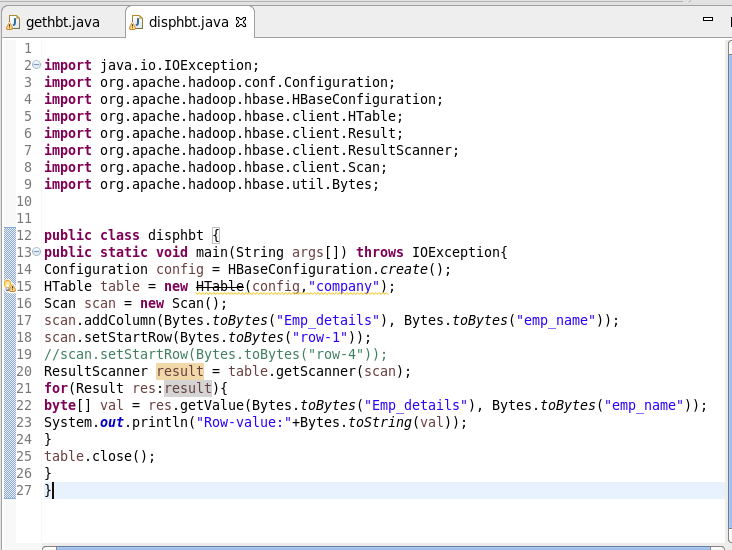 gethbt.java disphbt.java
1
2 import java.io.IOException;
3 import org.apache.hadoop.conf.Configuration;
4 import org.apache.hadoop.hbase.HBaseConfiguration;
5 import org.apache.hadoop.hbase.client.HTable;
6 import org.apache.hadoop.hbase.client.Result;
7 import org.apache.hadoop.hbase.client.ResultScanner;
8 import org.apache.hadoop.hbase.client.Scan;
9 import org.apache.hadoop.hbase.util.Bytes;
10
11
12 public class disphbt {
13 public static void main(String args[]) throws IOException{
14 Configuration config = HBaseConfiguration.create();
15 HTable table = new HTable(config,"company");
16 Scan scan = new Scan();
17 scan.addColumn(Bytes.toBytes("Emp_details"), Bytes.toBytes("emp_name"));
18 scan.setStartRow(Bytes.toBytes("row-1"));
19 //scan.setStartRow(Bytes.toBytes("row-4"));
20 ResultScanner result = table.getScanner(scan);
21 for(Result res:result){
22 byte[] val = res.getValue(Bytes.toBytes("Emp_details"), Bytes.toBytes("emp_name"));
23 System.out.println("Row-value:"+Bytes.toString(val));
24 }
25 table.close();
26 }
27 }